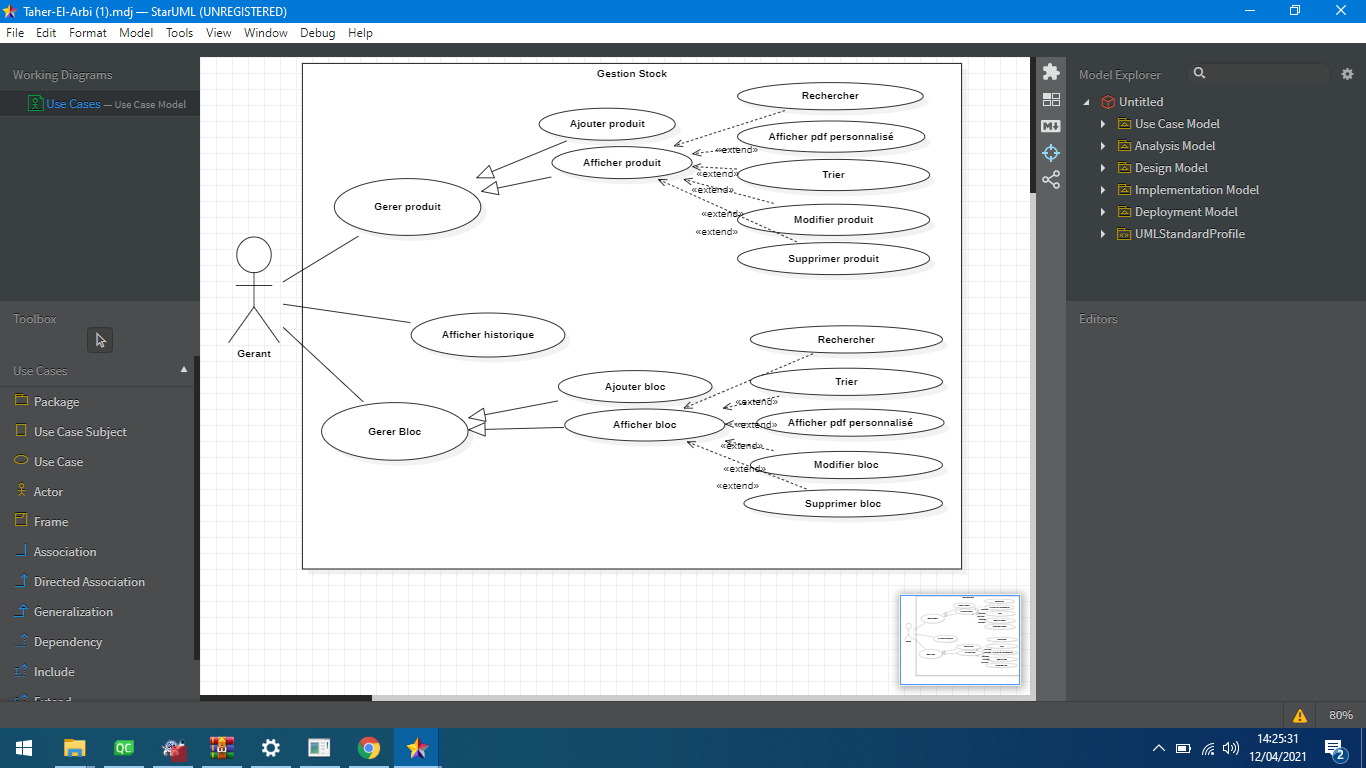 Taher-El-Arbi (1).mdj — StarUML (UNREGISTERED)
File Edit Format Model Tools View Window Debug Help
Working Diagrams
Use Cases — Use Case Model
Toolbox
Use Cases
Package
Use Case Subject
Use Case
Actor
Frame
Association
Directed Association
Generalization
Dependency
Include
Extend
Gestion Stock
Rechercher
Ajouter produit
Afficher pdf personnalisé
«extend»
Afficher produit
Trier
«extend»
«extend»
Gerer produit
«extend»
Modifier produit
«extend»
Supprimer produit
Gerant
Afficher historique
Rechercher
Ajouter bloc
Trier
«extend»
Afficher bloc
Afficher pdf personnalisé
«extend»
Gerer Bloc
«extend»
Modifier bloc
«extend»
«extend»
Supprimer bloc
Model Explorer
Untitled
Use Case Model
Analysis Model
Design Model
Implementation Model
Deployment Model
UMLStandardProfile
Editors
80%
QC
14:25:31
12/04/2021
2